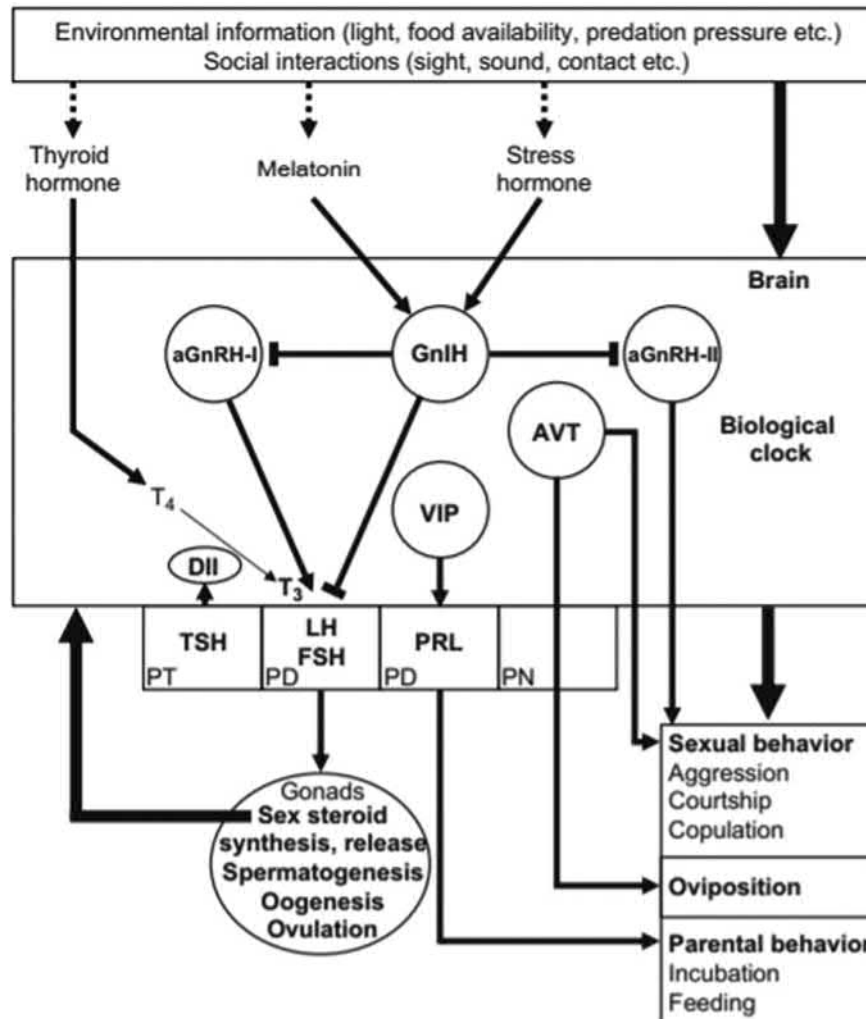 Environmental information (light, food availability, predation pressure etc.)
Social interactions (sight, sound, contact etc.)
Thyroid
hormone
Melatonin
Stress
hormone
Brain
aGnRH-I
GnIH
aGnRH-II
AVT
Biological
clock
T₄
VIP
DII
T₃
TSH
PT
LH
FSH
PD
PRL
PD
PN
Gonads
Sex steroid
synthesis, release
Spermatogenesis
Oogenesis
Ovulation
Sexual behavior
Aggression
Courtship
Copulation
Oviposition
Parental behavior
Incubation
Feeding